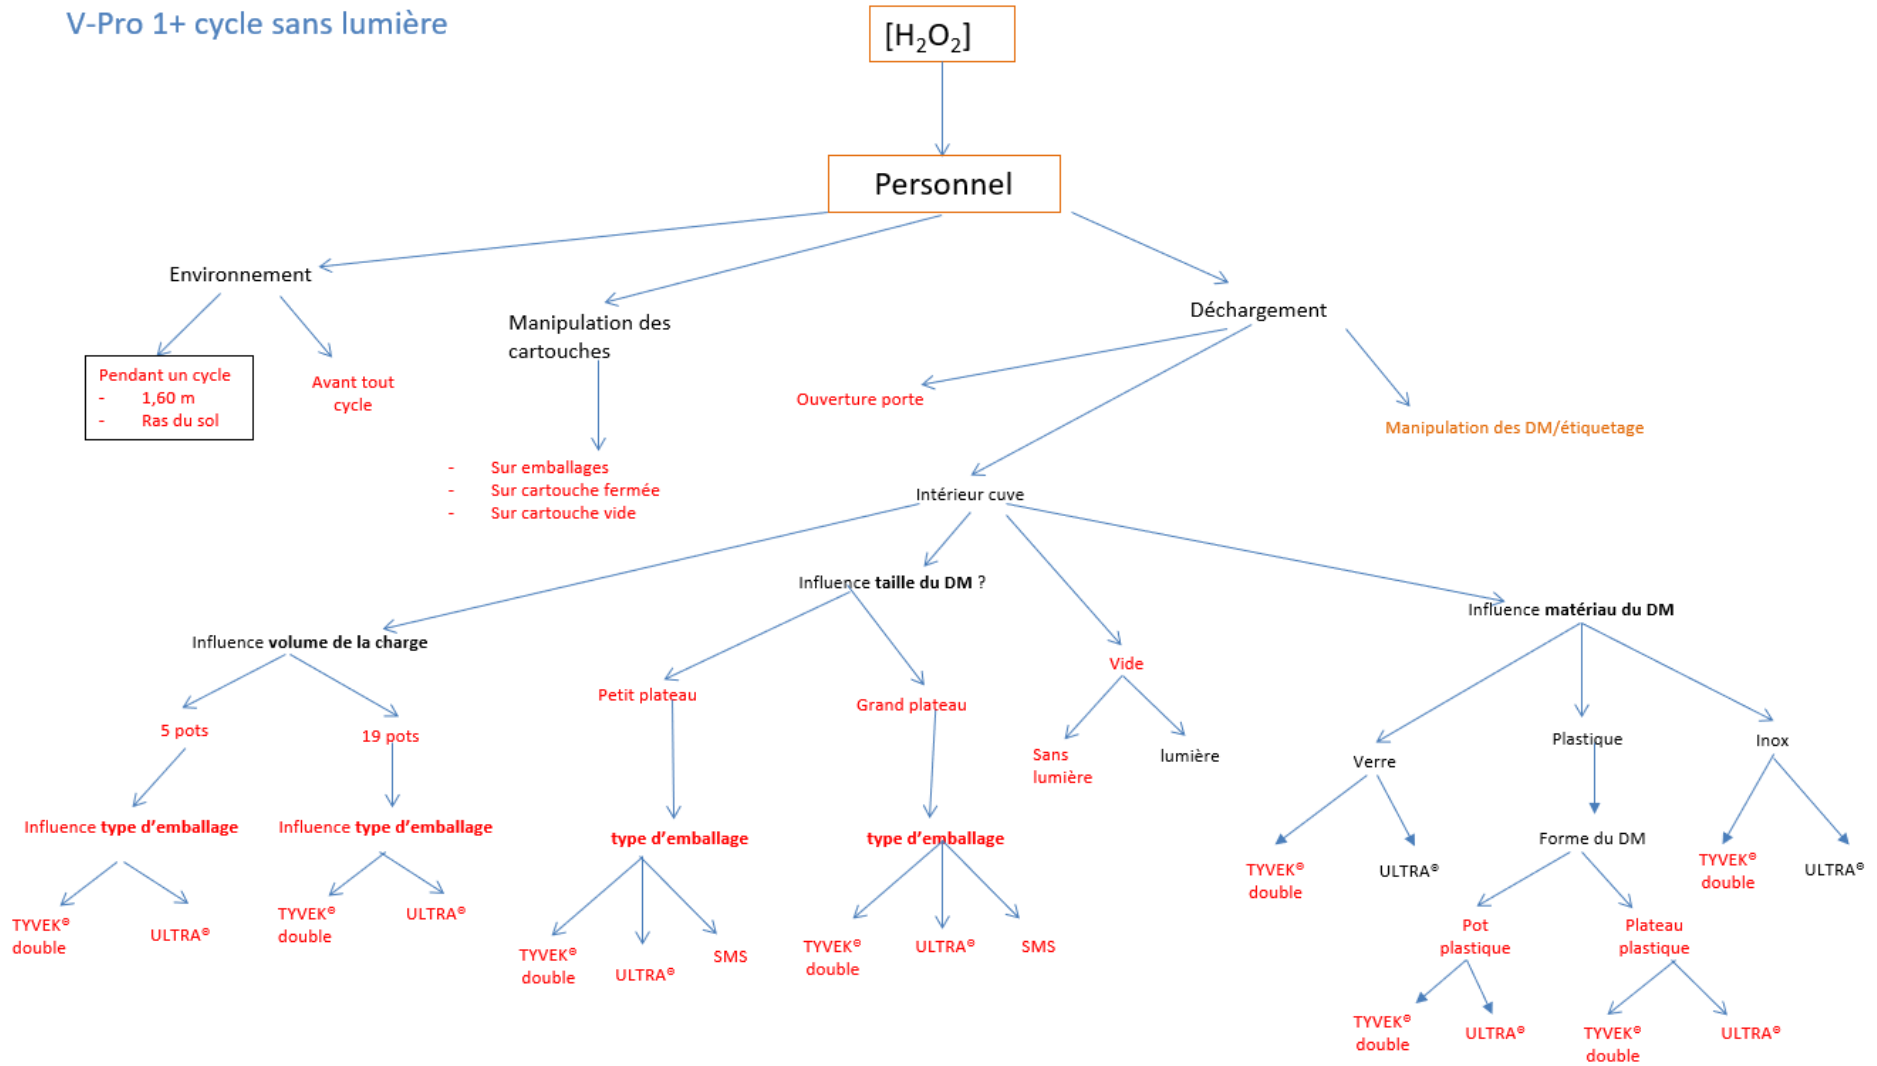 V-Pro 1+ cycle sans lumière
[H₂O₂]
Personnel
Environnement
Manipulation des
cartouches
Déchargement
Pendant un cycle
- 1,60 m
- Ras du sol
Avant tout
cycle
Ouverture porte
Manipulation des DM/étiquetage
- Sur emballages
- Sur cartouche fermée
- Sur cartouche vide
Intérieur cuve
Influence volume de la charge
Influence taille du DM ?
Vide
Influence matériau du DM
5 pots
19 pots
Petit plateau
Grand plateau
Sans
lumière
lumière
Verre
Plastique
Inox
Influence type d’emballage
Influence type d’emballage
type d’emballage
type d’emballage
Forme du DM
TYVEK®
double
ULTRA®
TYVEK®
double
ULTRA®
TYVEK®
double
ULTRA®
SMS
TYVEK®
double
ULTRA®
SMS
TYVEK®
double
ULTRA®
TYVEK®
double
ULTRA®
Pot
plastique
Plateau
plastique
TYVEK®
double
ULTRA®
TYVEK®
double
ULTRA®